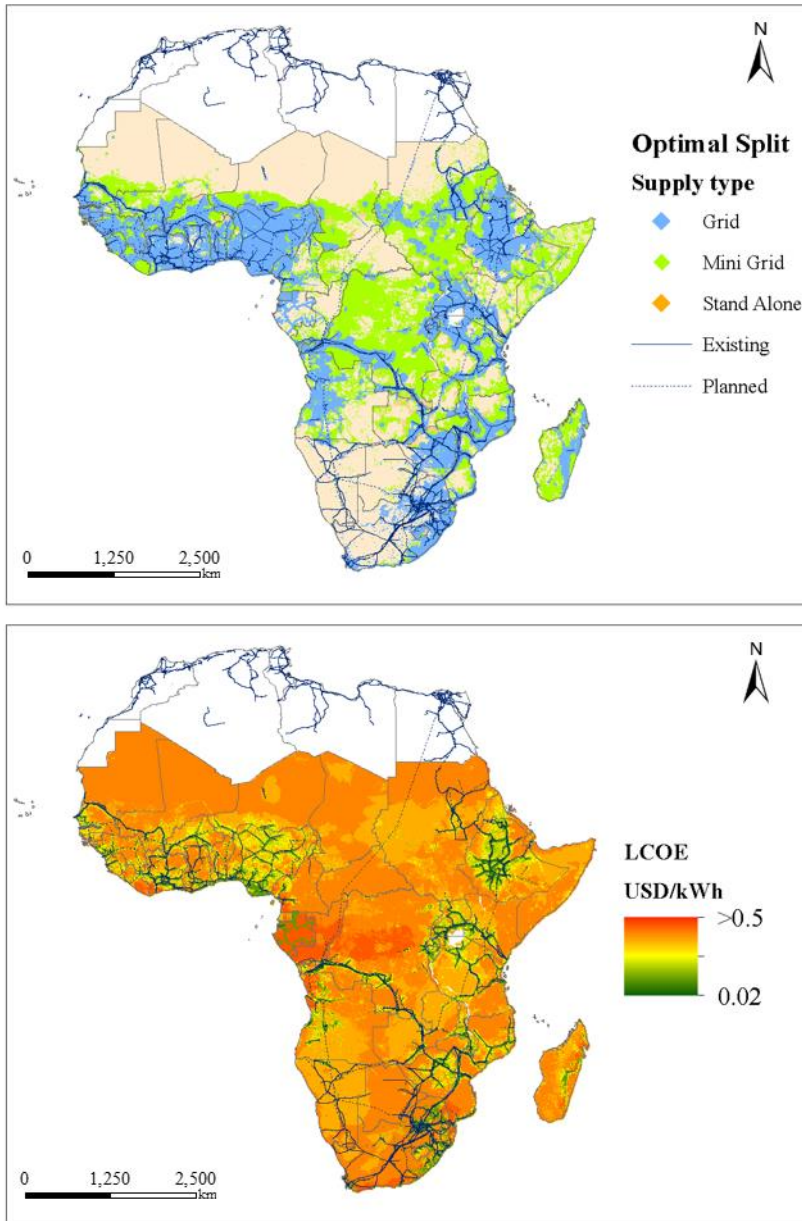 N
Optimal Split
Supply type
Grid
Mini Grid
Stand Alone
Existing
Planned
0 1,250 2,500
km
N
LCOE
USD/kWh
>0.5
0.02
0 1,250 2,500
km